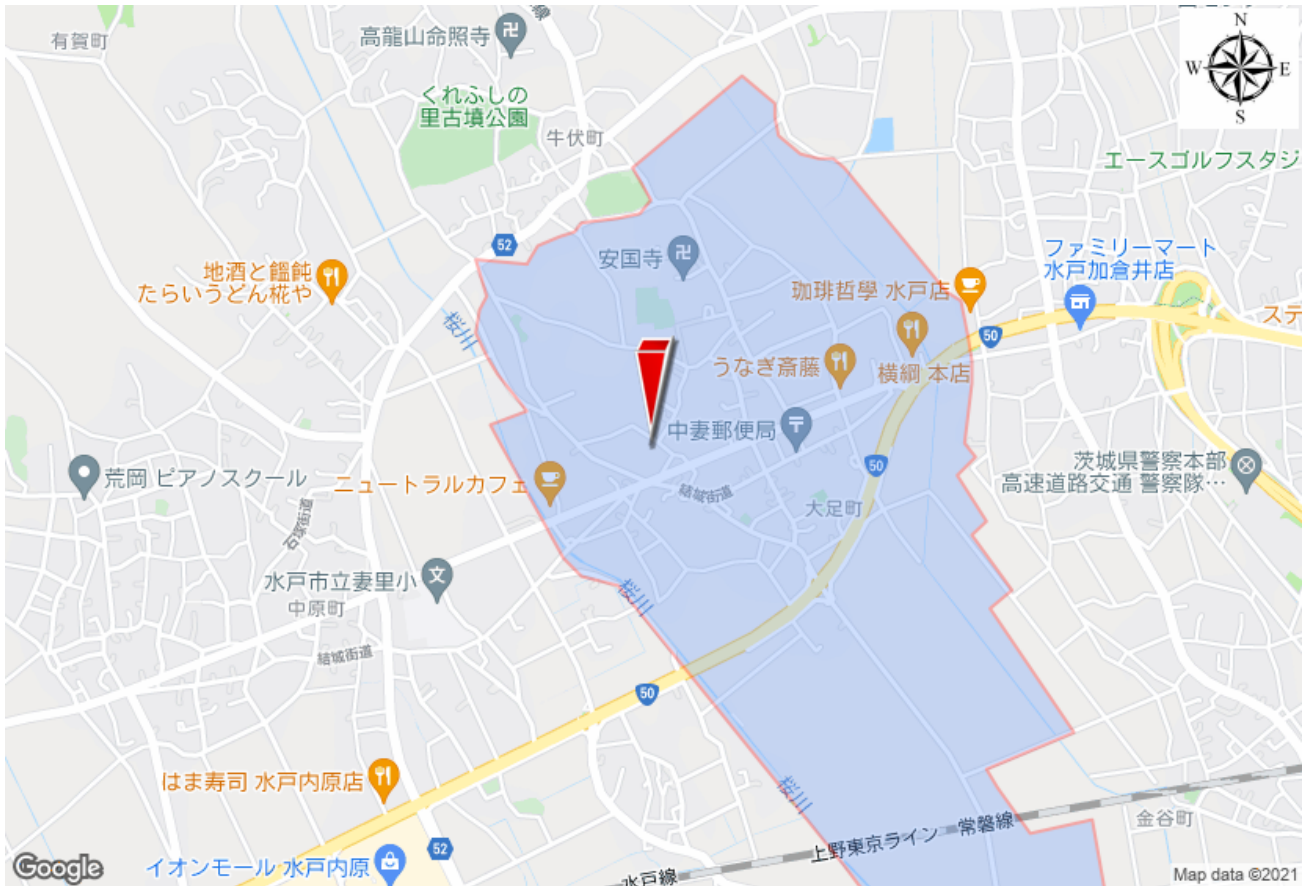 有賀町
高龍山命照寺
くれふしの
里古墳公園
牛伏町
N
W
E
S
エースゴルフスタジ
52
安国寺
地酒と饂飩
たらいうどん椛や
ファミリーマート
水戸加倉井店
珈琲哲學 水戸店
桜川
50
ステ
うなぎ斎藤
横綱 本店
中妻郵便局
荒岡 ピアノスクール
ニュートラルカフェ
50
茨城県警察本部
高速道路交通 警察隊…
結城街道
大足町
石塚街道
水戸市立妻里小
中原町
桜川
結城街道
50
はま寿司 水戸内原店
桜川
上野東京ライン 常磐線
金谷町
52
イオンモール 水戸内原
水戸線
Google
Map data ©2021